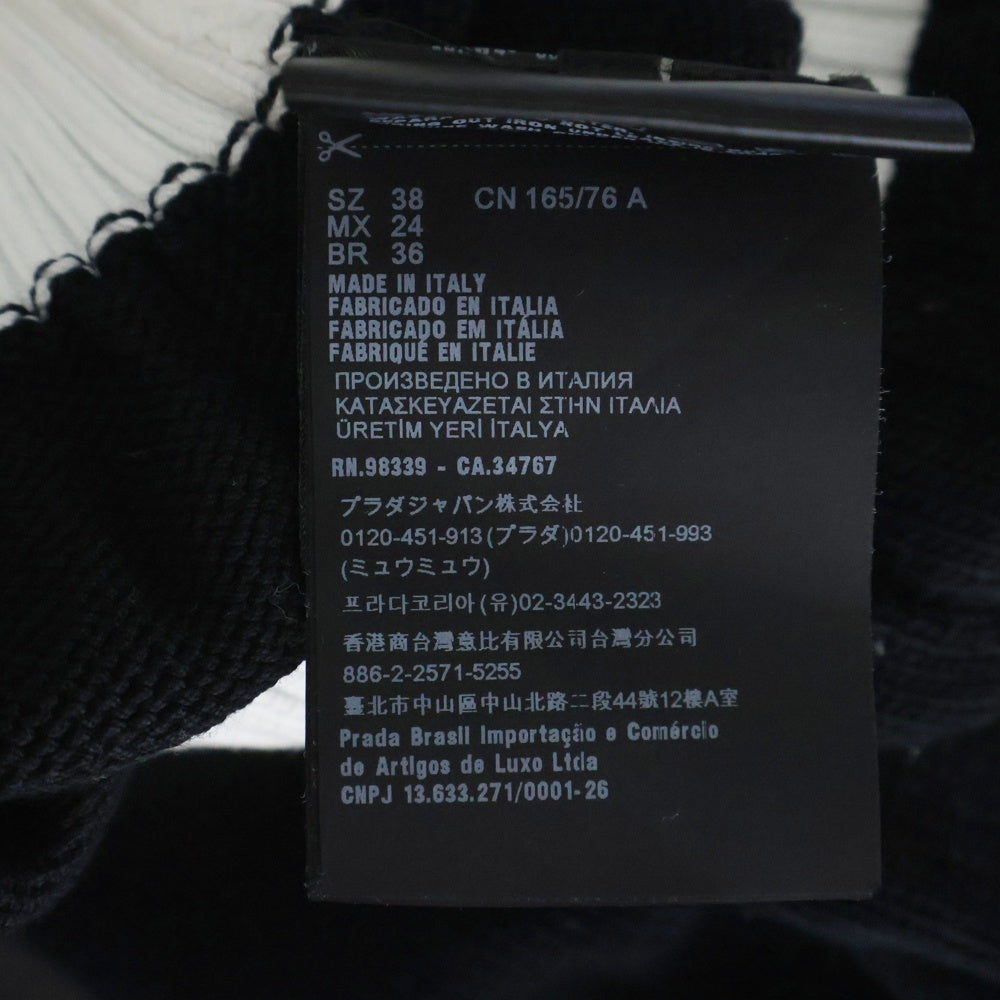 SZ 38 CN 165/76 A
MX 24
BR 36
MADE IN ITALY
FABRICADO EN ITALIA
FABRICADO EM ITÁLIA
FABRIQUÉ EN ITALIE
ПРОИЗВЕДЕНО В ИТАЛИЯ
ΚΑΤΑΣΚΕΥΑΖΕΤΑΙ ΣΤΗΝ ΙΤΑΛΙΑ
ÜRETİM YERİ İTALYA
RN.98339 - CA.34767
プラダジャパン株式会社
0120-451-913(プラダ)0120-451-993
(ミュウミュウ)
프라다코리아(유)02-3443-2323
香港商台灣意比有限公司台灣分公司
886-2-2571-5255
臺北市中山區中山北路二段44號12樓A室
Prada Brasil Importação e Comércio
de Artigos de Luxo Ltda
CNPJ 13.633.271/0001-26